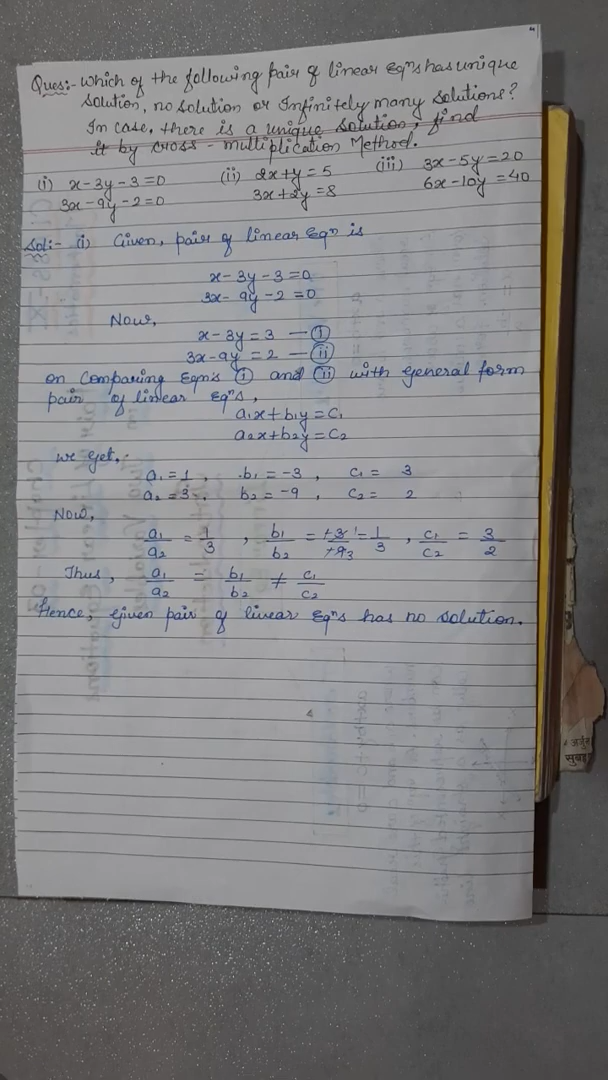 Ques:- Which of the following pair of linear Eqⁿs has unique
solution, no solution or Infinitely many solutions?
In case, there is a unique solution, find
it by cross-multiplication Method.
(i) x-3y-3=0 (ii) 2x+y=5 (iii) 3x-5y=20
3x-9y-2=0 3x+2y=8 6x-10y=40
Sol:- (i) Given, pair of linear Eqⁿ is
x-3y-3=0
3x-9y-2=0
Now,
x-3y=3 —(i)
3x-9y=2 —(ii)
on comparing Eqⁿs (i) and (ii) with general form
pair of linear Eqⁿs,
a₁x+b₁y=c₁
a₂x+b₂y=c₂
we get,
a₁=1, b₁=-3, c₁= 3
a₂=3, b₂=-9, c₂= 2
Now,
a₁/a₂ = 1/3, b₁/b₂ = +3/+9 = 1/3, c₁/c₂ = 3/2
Thus, a₁/a₂ = b₁/b₂ ≠ c₁/c₂
Hence, given pair of linear Eqⁿs has no solution.